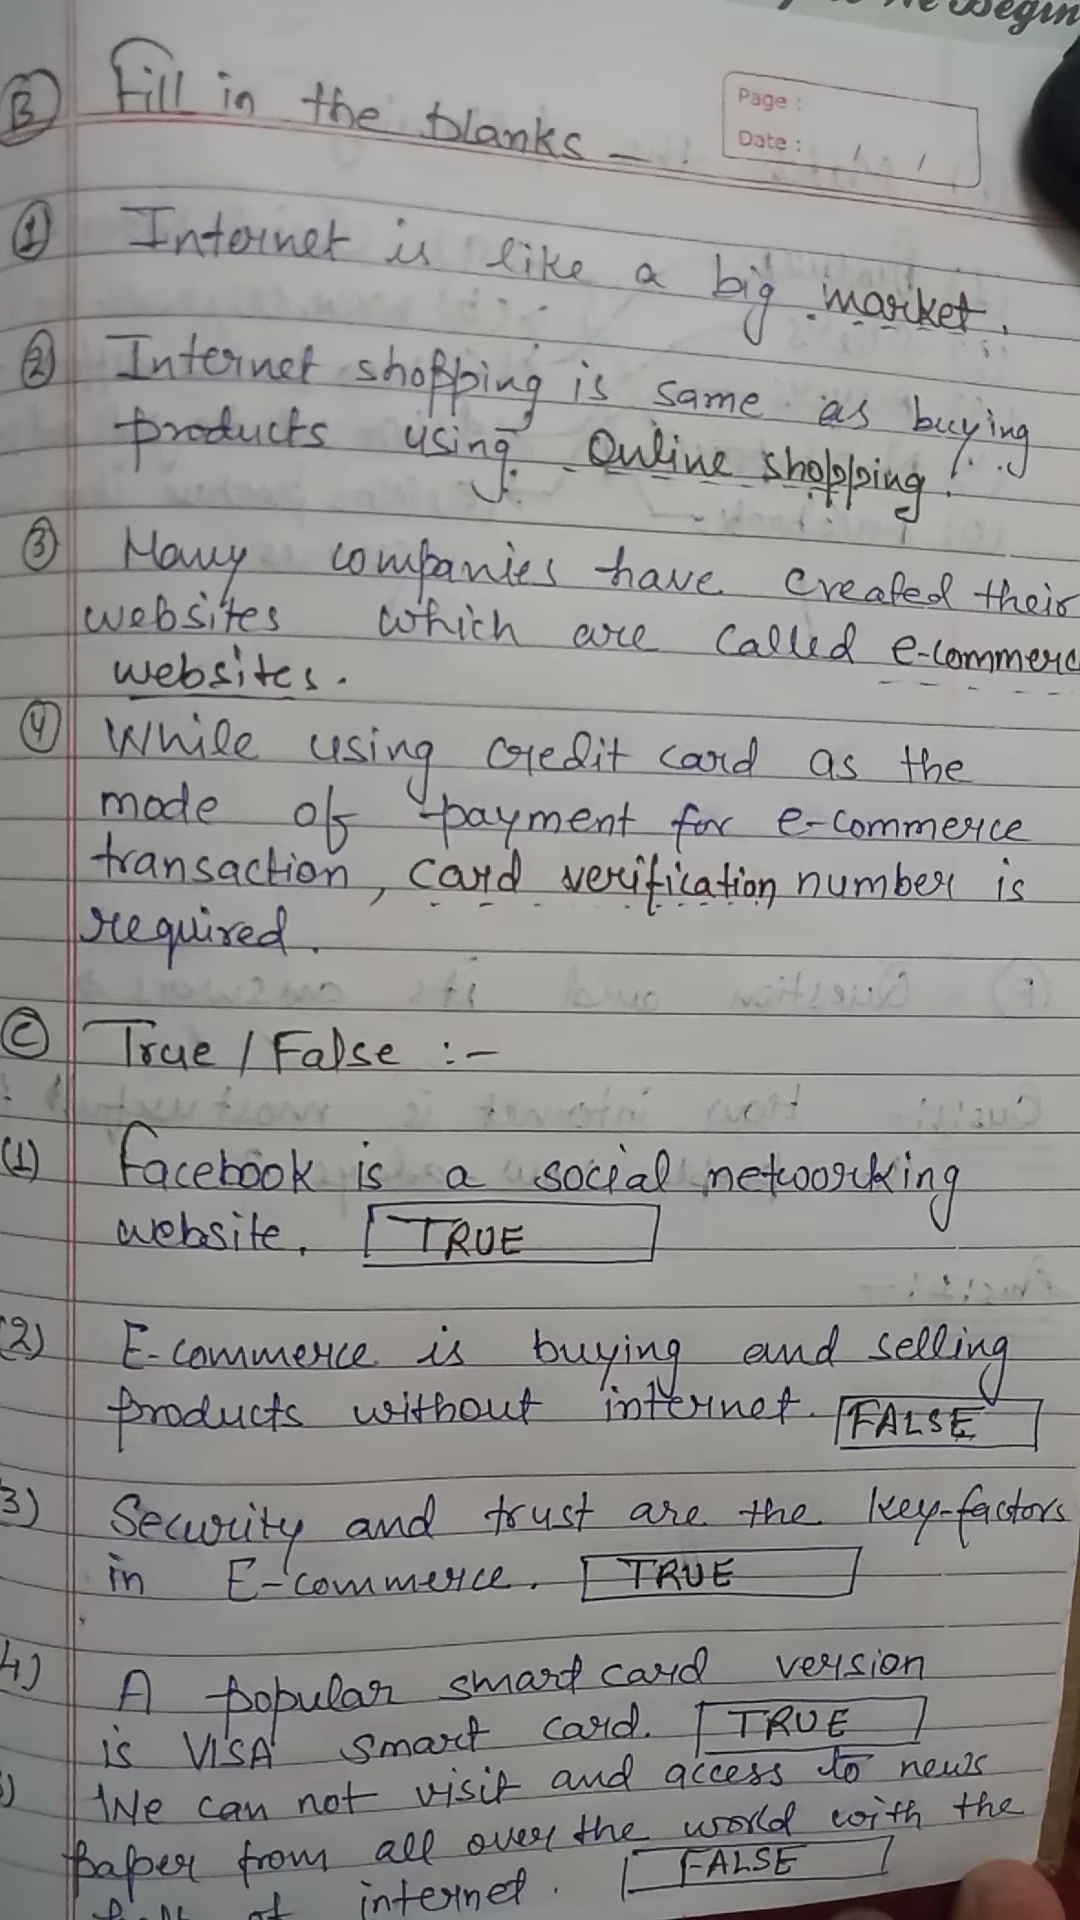 We Begin
Page :
Date : / /
(B) Fill in the blanks -
(1) Internet is like a big market.
(2) Internet shopping is same as buying
products using Online shopping.
(3) Many companies have created their
websites which are called e-commerc
websites.
(4) While using credit card as the
mode of payment for e-commerce
transaction, card verification number is
required.
(C) True / False :-
(1) Facebook is a social networking
website. TRUE
(2) E-commerce is buying and selling
products without internet. FALSE
3) Security and trust are the key-factors
in E-commerce. TRUE
4) A popular smart card version
is VISA smart card. TRUE
) We can not visit and access to news
paper from all over the world with the
internet. FALSE